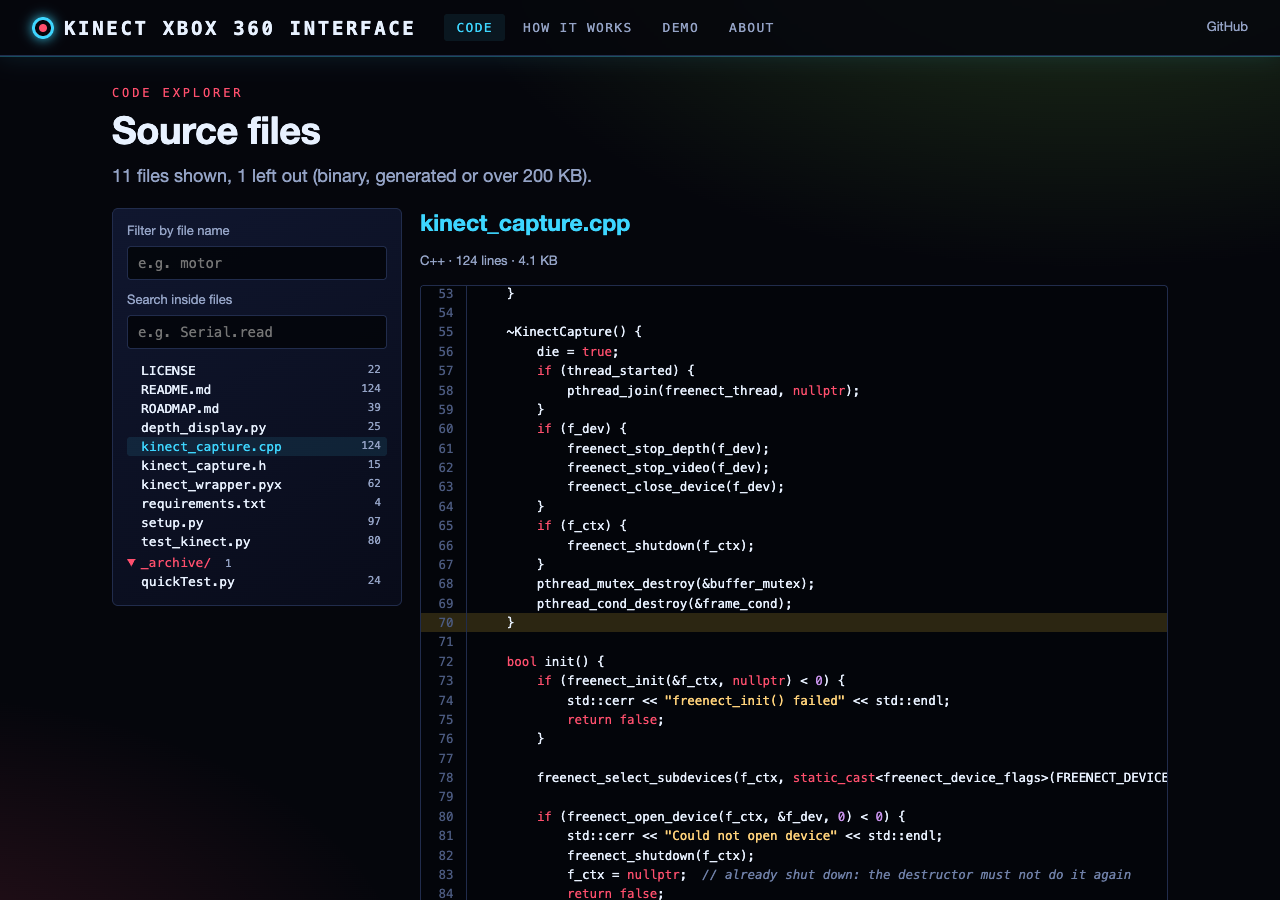 KINECT XBOX 360 INTERFACE CODE HOW IT WORKS DEMO ABOUT GitHub
CODE EXPLORER
Source files
11 files shown, 1 left out (binary, generated or over 200 KB).
Filter by file name
e.g. motor
Search inside files
e.g. Serial.read
LICENSE 22
README.md 124
ROADMAP.md 39
depth_display.py 25
kinect_capture.cpp 124
kinect_capture.h 15
kinect_wrapper.pyx 62
requirements.txt 4
setup.py 97
test_kinect.py 80
▼ _archive/ 1
quickTest.py 24
kinect_capture.cpp
C++ · 124 lines · 4.1 KB
53     }
54
55     ~KinectCapture() {
56         die = true;
57         if (thread_started) {
58             pthread_join(freenect_thread, nullptr);
59         }
60         if (f_dev) {
61             freenect_stop_depth(f_dev);
62             freenect_stop_video(f_dev);
63             freenect_close_device(f_dev);
64         }
65         if (f_ctx) {
66             freenect_shutdown(f_ctx);
67         }
68         pthread_mutex_destroy(&buffer_mutex);
69         pthread_cond_destroy(&frame_cond);
70     }
71
72     bool init() {
73         if (freenect_init(&f_ctx, nullptr) < 0) {
74             std::cerr << "freenect_init() failed" << std::endl;
75             return false;
76         }
77
78         freenect_select_subdevices(f_ctx, static_cast<freenect_device_flags>(FREENECT_DEVICE
79
80         if (freenect_open_device(f_ctx, &f_dev, 0) < 0) {
81             std::cerr << "Could not open device" << std::endl;
82             freenect_shutdown(f_ctx);
83             f_ctx = nullptr;  // already shut down: the destructor must not do it again
84             return false;